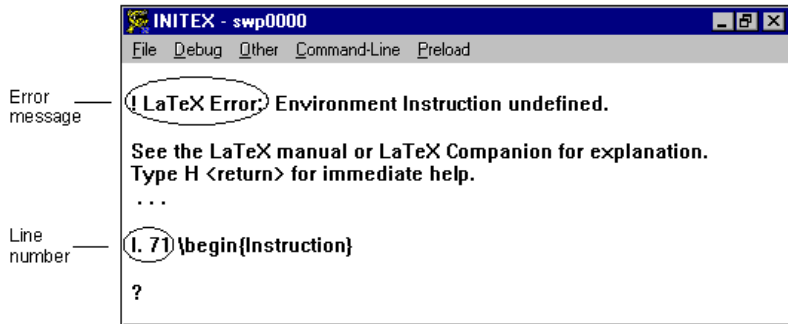 INITEX - swp0000
File Debug Other Command-Line Preload
Error message
! LaTeX Error: Environment Instruction undefined.
See the LaTeX manual or LaTeX Companion for explanation.
Type H <return> for immediate help.
. . .
Line number
l. 71 \begin{Instruction}
?